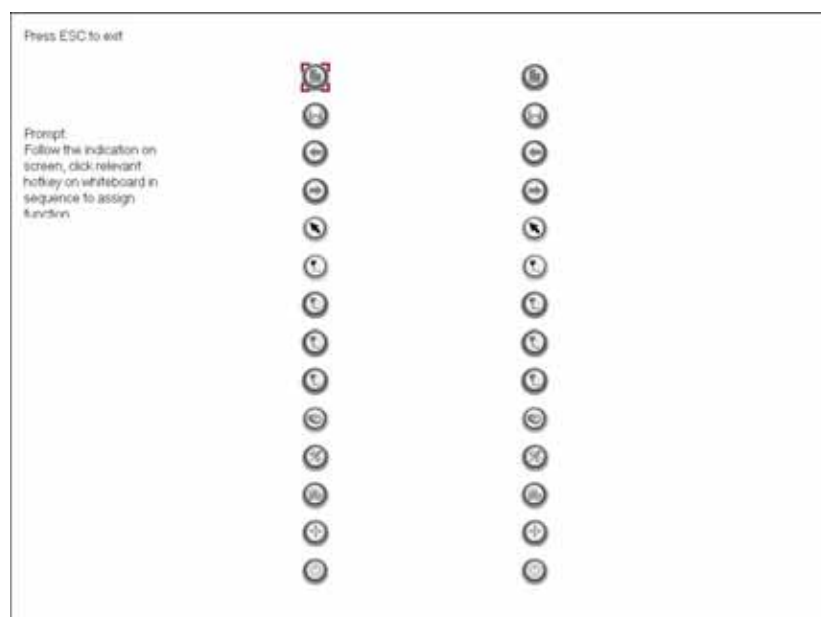 Press ESC to exit
Prompt:
Follow the indication on
screen, click relevant
hotkey on whiteboard in
sequence to assign
function